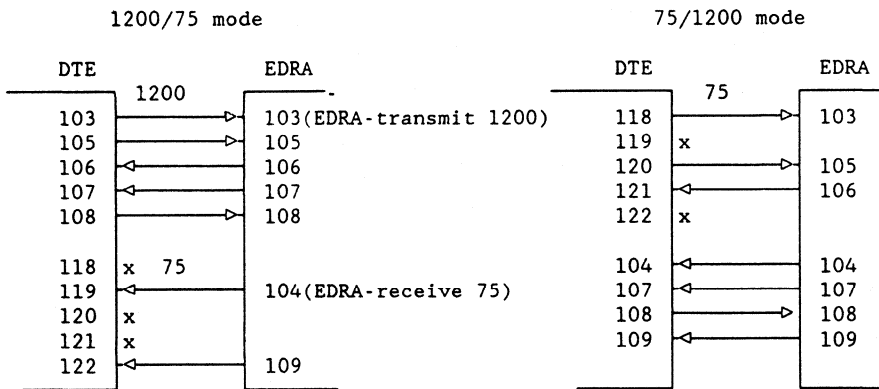 1200/75 mode
DTE EDRA
1200
103 103(EDRA-transmit 1200)
105 105
106 106
107 107
108 108
118 x 75
119 104(EDRA-receive 75)
120 x
121 x
122 109
75/1200 mode
DTE EDRA
75
118 103
119 x
120 105
121 106
122 x
104 104
107 107
108 108
109 109